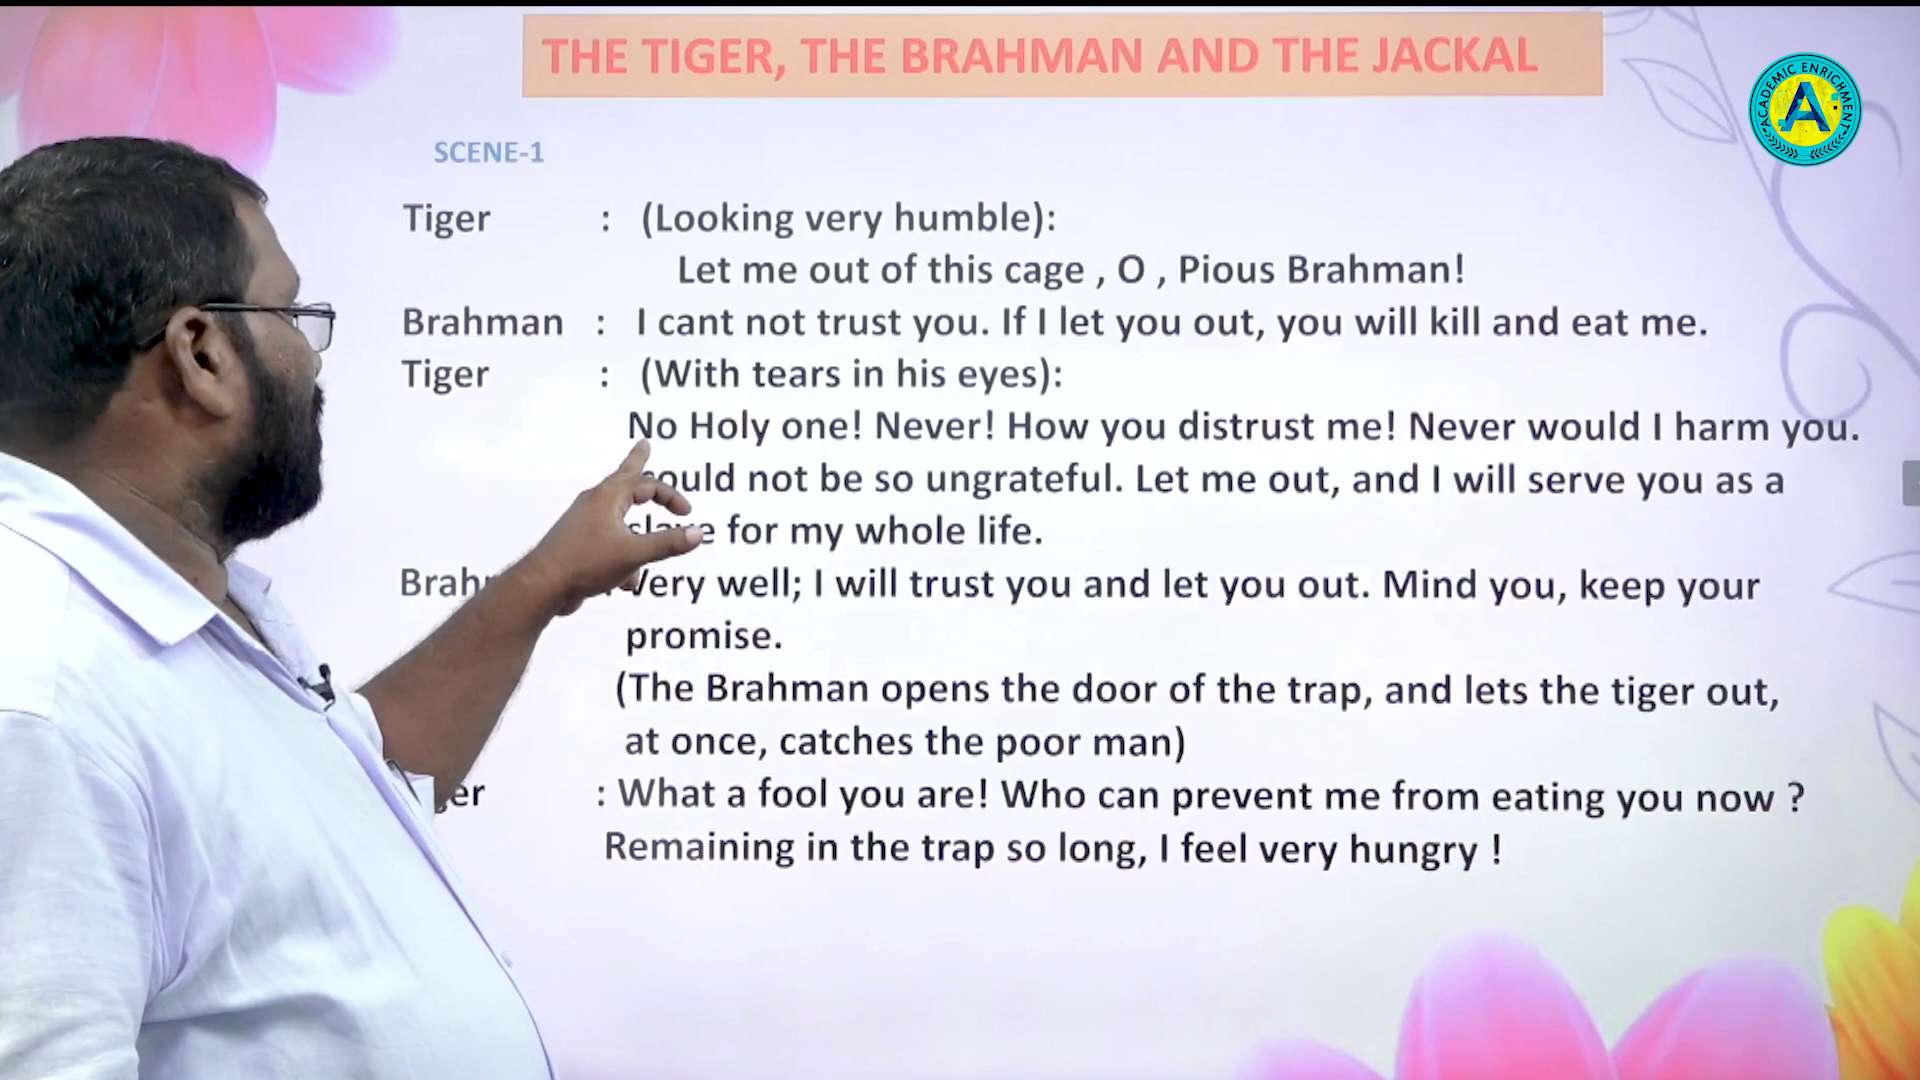 THE TIGER, THE BRAHMAN AND THE JACKAL
ACADEMIC ENRICHMENT
A
SCENE-1
Tiger : (Looking very humble):
Let me out of this cage , O , Pious Brahman!
Brahman : I cant not trust you. If I let you out, you will kill and eat me.
Tiger : (With tears in his eyes):
No Holy one! Never! How you distrust me! Never would I harm you.
could not be so ungrateful. Let me out, and I will serve you as a
slave for my whole life.
: Very well; I will trust you and let you out. Mind you, keep your
promise.
(The Brahman opens the door of the trap, and lets the tiger out,
at once, catches the poor man)
: What a fool you are! Who can prevent me from eating you now ?
Remaining in the trap so long, I feel very hungry !